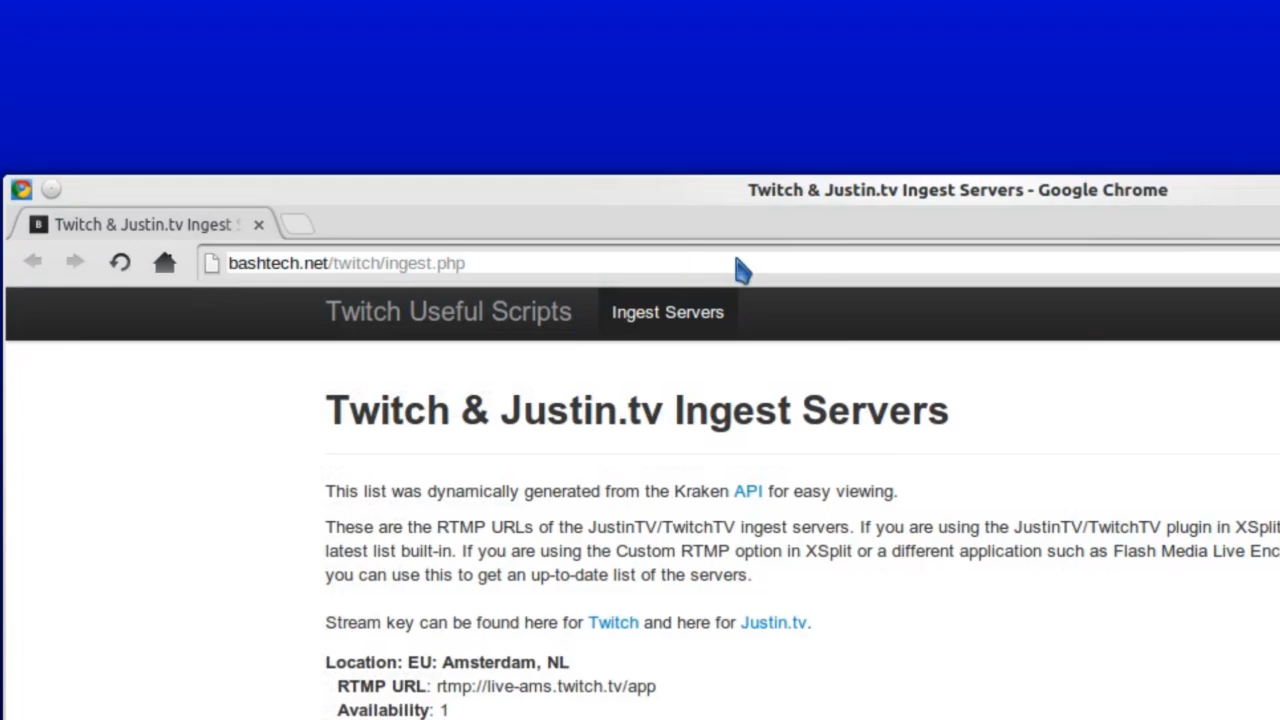 Twitch & Justin.tv Ingest Servers - Google Chrome
B Twitch & Justin.tv Ingest
bashtech.net/twitch/ingest.php
Twitch Useful Scripts Ingest Servers
Twitch & Justin.tv Ingest Servers
This list was dynamically generated from the Kraken API for easy viewing.
These are the RTMP URLs of the JustinTV/TwitchTV ingest servers. If you are using the JustinTV/TwitchTV plugin in XSplit
latest list built-in. If you are using the Custom RTMP option in XSplit or a different application such as Flash Media Live Enc
you can use this to get an up-to-date list of the servers.
Stream key can be found here for Twitch and here for Justin.tv.
Location: EU: Amsterdam, NL
RTMP URL: rtmp://live-ams.twitch.tv/app
Availability: 1